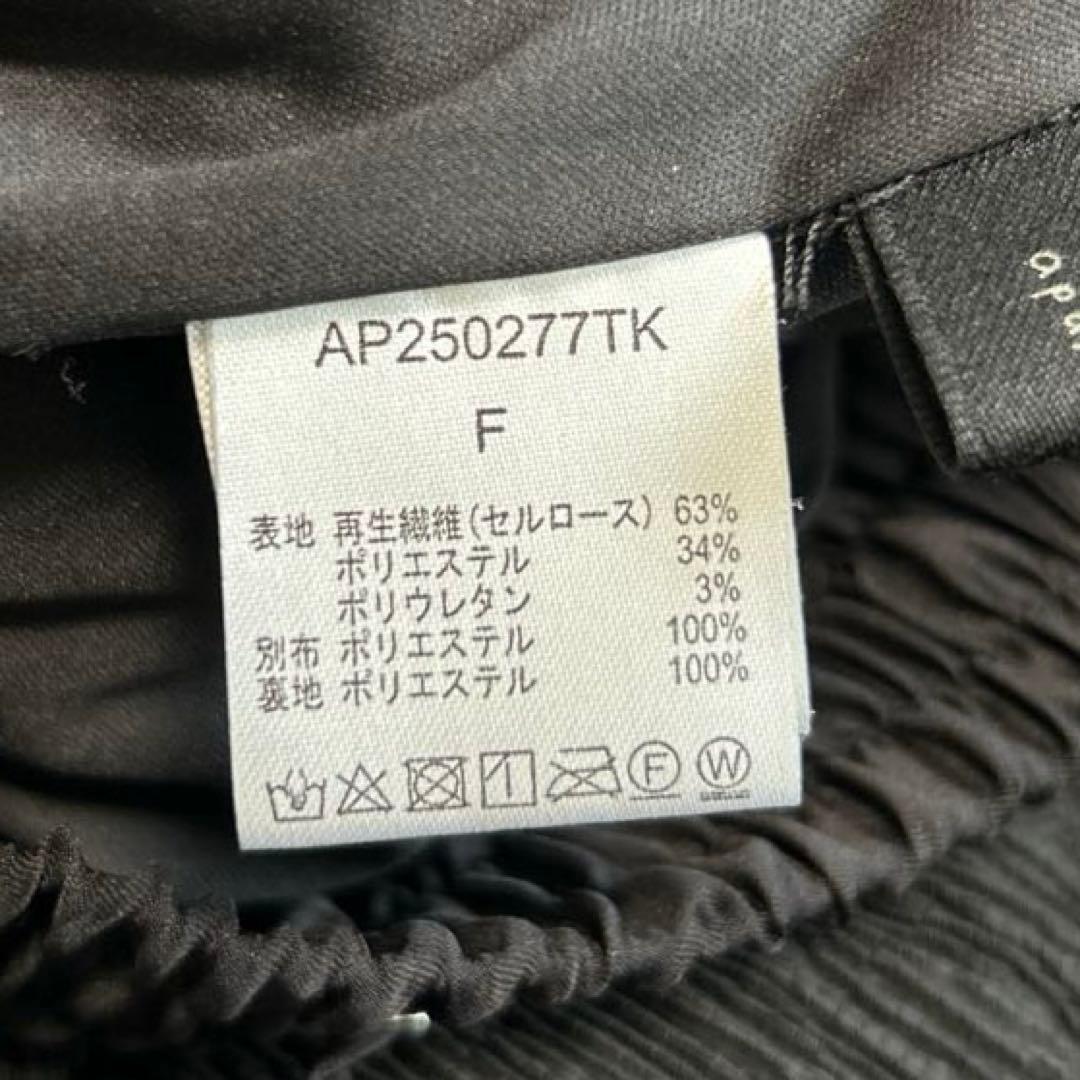 AP250277TK
F
表地 再生繊維(セルロース) 63%
ポリエステル 34%
ポリウレタン 3%
別布 ポリエステル 100%
裏地 ポリエステル 100%
F
W